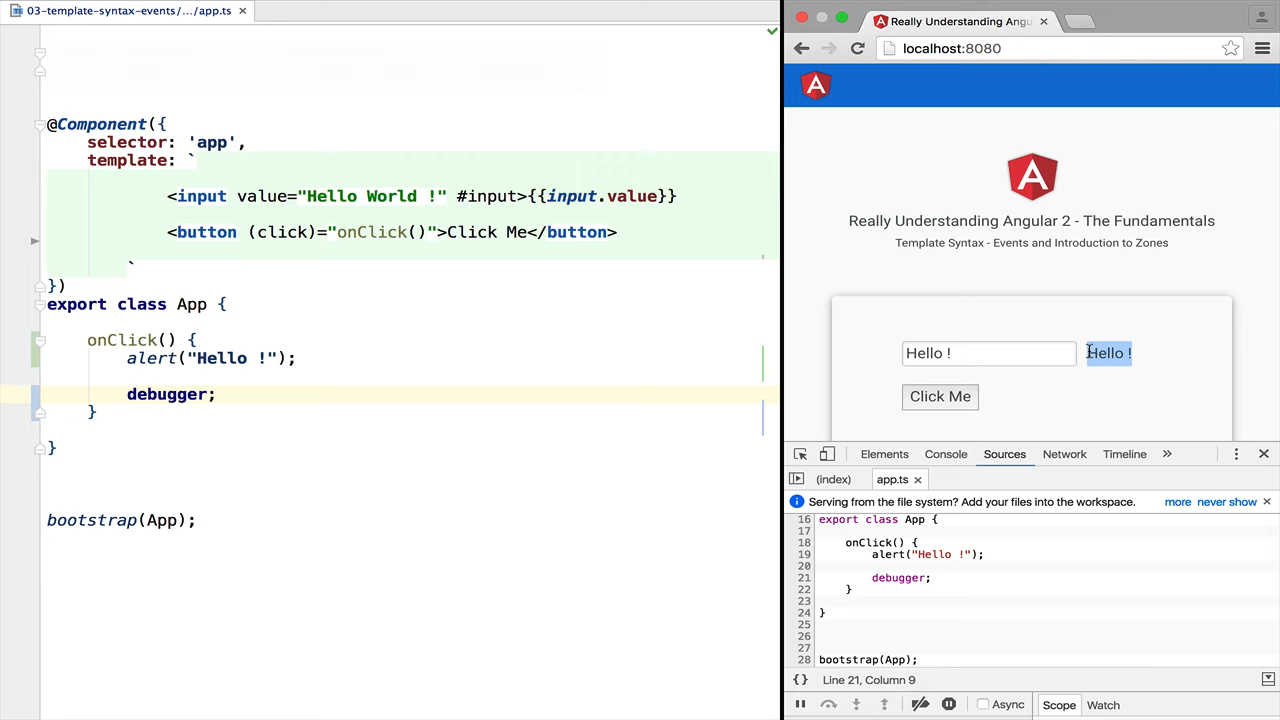 03-template-syntax-events/.../app.ts
@Component({
selector: 'app',
template: `
<input value="Hello World !" #input>{{input.value}}
<button (click)="onClick()">Click Me</button>
`
})
export class App {
onClick() {
alert("Hello !");
debugger;
}
}
bootstrap(App);
Really Understanding Angu
localhost:8080
Really Understanding Angular 2 - The Fundamentals
Template Syntax - Events and Introduction to Zones
Hello ! Hello !
Click Me
Elements Console Sources Network Timeline »
(index) app.ts
Serving from the file system? Add your files into the workspace. more never show
16 export class App {
17
18 onClick() {
19 alert("Hello !");
20
21 debugger;
22 }
23
24 }
25
26
27
28 bootstrap(App);
{} Line 21, Column 9
Async Scope Watch